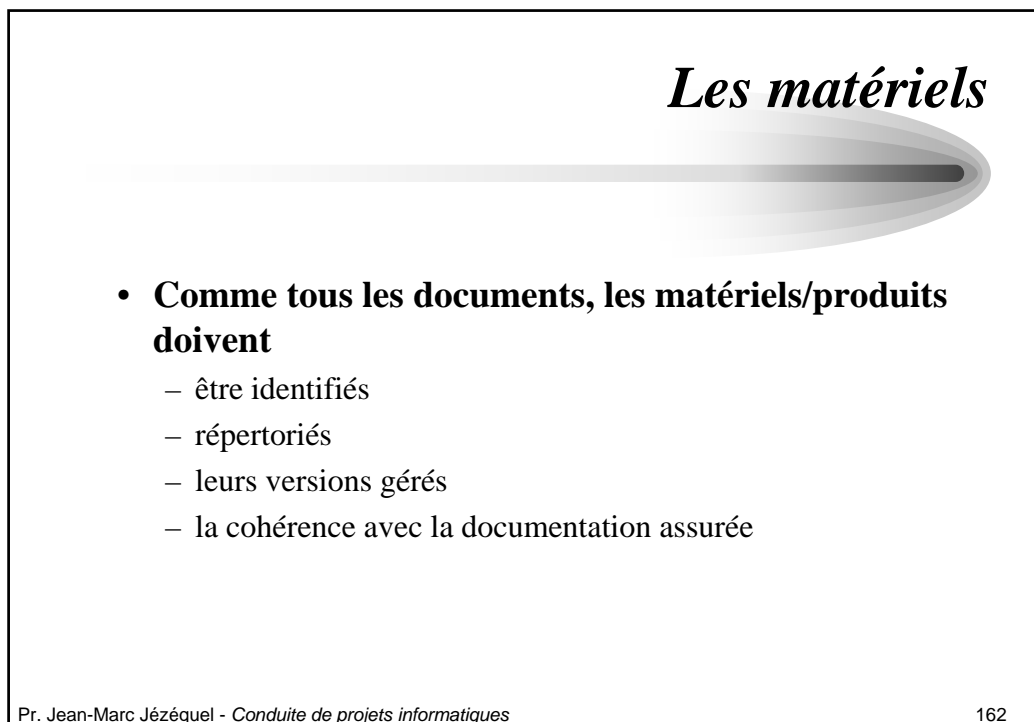 Les matériels
• Comme tous les documents, les matériels/produits
doivent
– être identifiés
– répertoriés
– leurs versions gérés
– la cohérence avec la documentation assurée
Pr. Jean-Marc Jézéquel - Conduite de projets informatiques 162